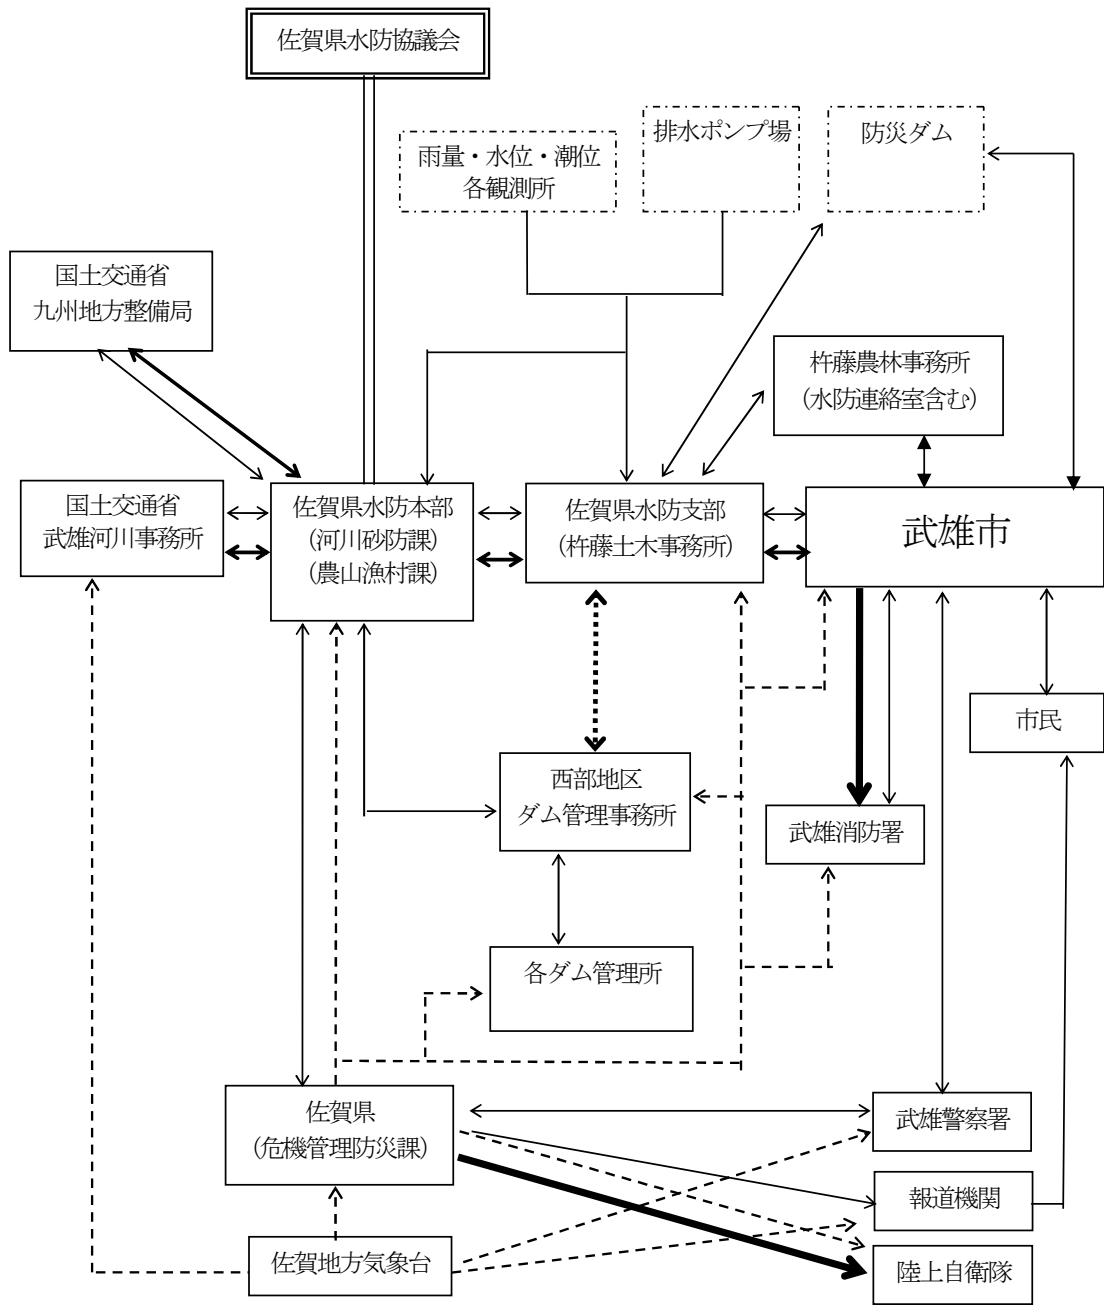 佐賀県水防協議会
雨量・水位・潮位
各観測所
排水ポンプ場
防災ダム
国土交通省
九州地方整備局
杵藤農林事務所
（水防連絡室含む）
国土交通省
武雄河川事務所
佐賀県水防本部
（河川砂防課）
（農山漁村課）
佐賀県水防支部
（杵藤土木事務所）
武雄市
市民
西部地区
ダム管理事務所
武雄消防署
各ダム管理所
佐賀県
（危機管理防災課）
武雄警察署
報道機関
佐賀地方気象台
陸上自衛隊